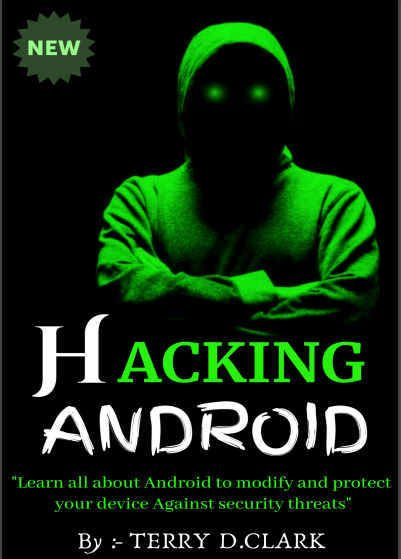 NEW
HACKING
ANDROID
"Learn all about Android to modify and protect
your device Against security threats"
By :- TERRY D.CLARK